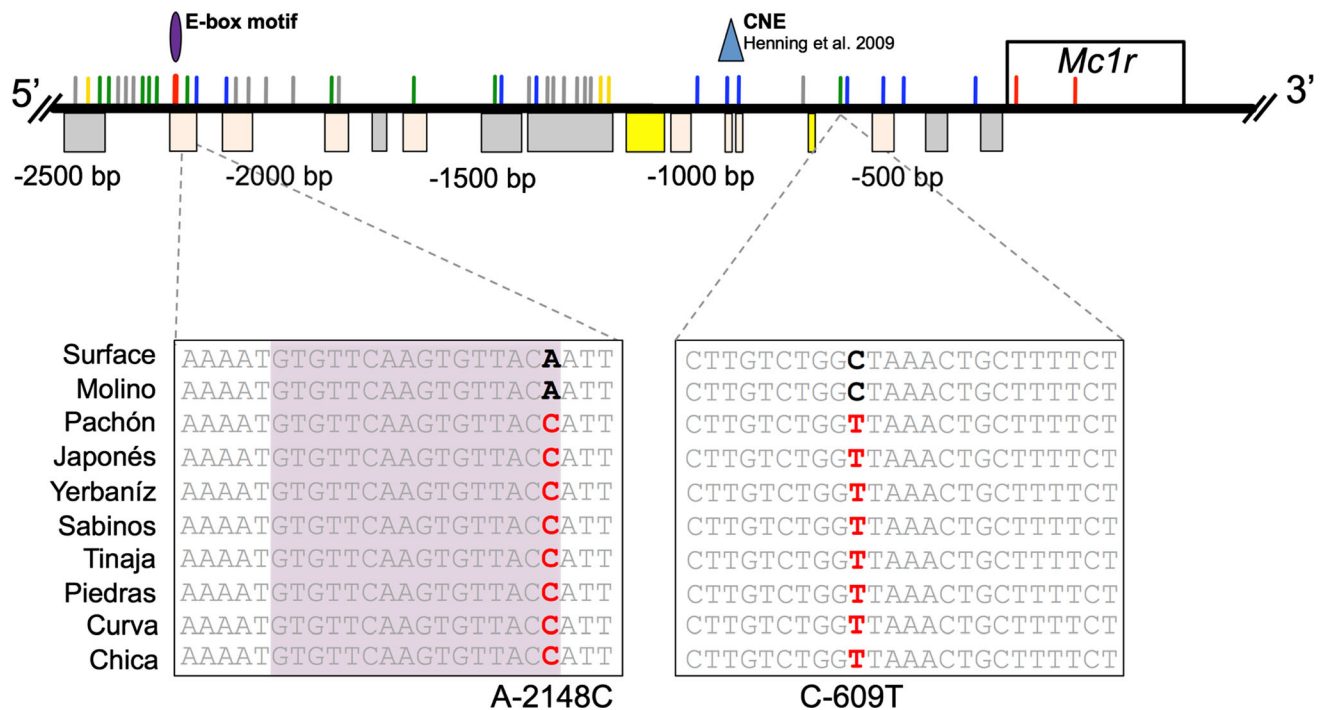 E-box motif
CNE
Henning et al. 2009
Mc1r
5’
3’
-2500 bp
-2000 bp
-1500 bp
-1000 bp
-500 bp
Surface AAAATGTGTTCAAGTGTTACAATT CTTGTCTGGCTAAACTGCTTTTCT
Molino AAAATGTGTTCAAGTGTTACAATT CTTGTCTGGCTAAACTGCTTTTCT
Pachón AAAATGTGTTCAAGTGTTACCATT CTTGTCTGGTTAAACTGCTTTTCT
Japonés AAAATGTGTTCAAGTGTTACCATT CTTGTCTGGTTAAACTGCTTTTCT
Yerbaníz AAAATGTGTTCAAGTGTTACCATT CTTGTCTGGTTAAACTGCTTTTCT
Sabinos AAAATGTGTTCAAGTGTTACCATT CTTGTCTGGTTAAACTGCTTTTCT
Tinaja AAAATGTGTTCAAGTGTTACCATT CTTGTCTGGTTAAACTGCTTTTCT
Piedras AAAATGTGTTCAAGTGTTACCATT CTTGTCTGGTTAAACTGCTTTTCT
Curva AAAATGTGTTCAAGTGTTACCATT CTTGTCTGGTTAAACTGCTTTTCT
Chica AAAATGTGTTCAAGTGTTACCATT CTTGTCTGGTTAAACTGCTTTTCT
A-2148C
C-609T